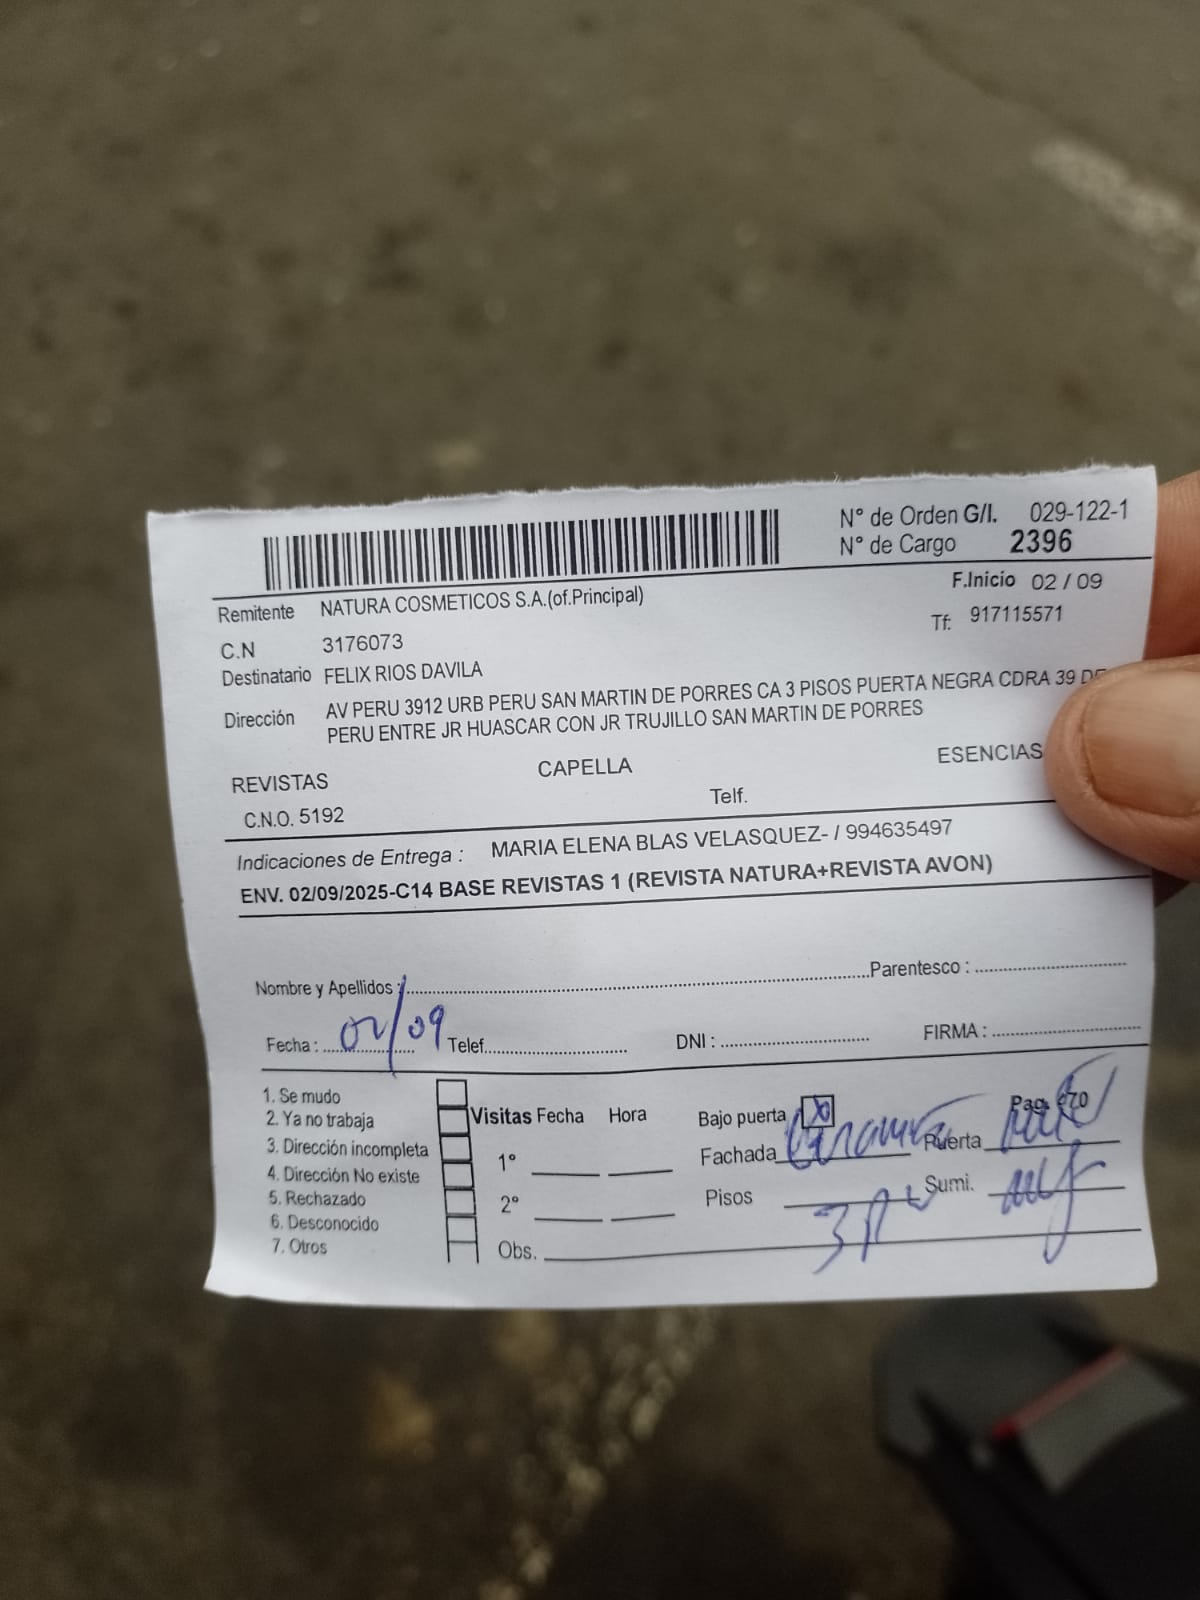 N° de Orden G/I. 029-122-1
N° de Cargo 2396
F.Inicio 02 / 09
Remitente NATURA COSMETICOS S.A.(of.Principal)
Tf: 917115571
C.N 3176073
Destinatario FELIX RIOS DAVILA
Dirección AV PERU 3912 URB PERU SAN MARTIN DE PORRES CA 3 PISOS PUERTA NEGRA CDRA 39 DE
PERU ENTRE JR HUASCAR CON JR TRUJILLO SAN MARTIN DE PORRES
REVISTAS CAPELLA ESENCIAS
C.N.O. 5192 Telf.
Indicaciones de Entrega : MARIA ELENA BLAS VELASQUEZ- / 994635497
ENV. 02/09/2025-C14 BASE REVISTAS 1 (REVISTA NATURA+REVISTA AVON)
Nombre y Apellidos : Parentesco :
Fecha : 02/09 Telef. DNI : FIRMA :
1. Se mudo
2. Ya no trabaja
3. Dirección incompleta
4. Dirección No existe
5. Rechazado
6. Desconocido
7. Otros
Visitas Fecha Hora
1°
2°
Obs.
Bajo puerta X Pag.
Fachada Puerta
Pisos 3 Sumi.